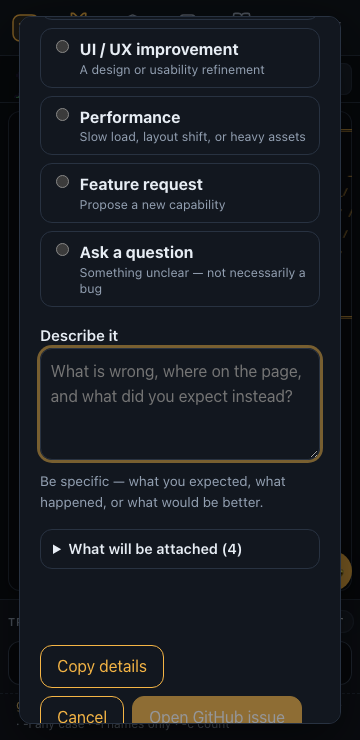 UI / UX improvement
A design or usability refinement
Performance
Slow load, layout shift, or heavy assets
Feature request
Propose a new capability
Ask a question
Something unclear — not necessarily a
bug
Describe it
What is wrong, where on the page,
and what did you expect instead?
Be specific — what you expected, what
happened, or what would be better.
What will be attached (4)
Copy details
Cancel
Open GitHub issue